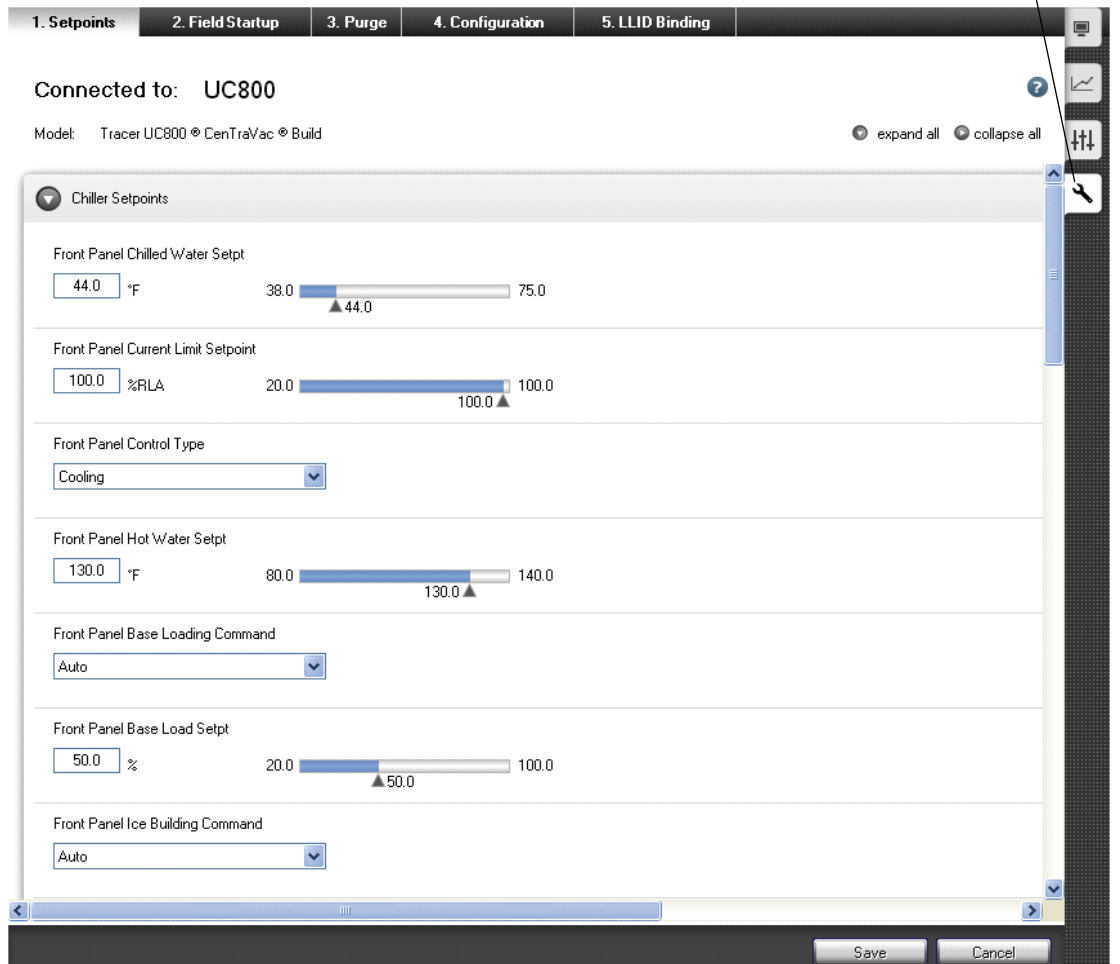 1. Setpoints 2. Field Startup 3. Purge 4. Configuration 5. LLID Binding
Connected to: UC800
Model: Tracer UC800 ® CenTraVac ® Build
expand all collapse all
Chiller Setpoints
Front Panel Chilled Water Setpt
44.0 °F 38.0 75.0
44.0
Front Panel Current Limit Setpoint
100.0 %RLA 20.0 100.0
100.0
Front Panel Control Type
Cooling
Front Panel Hot Water Setpt
130.0 °F 80.0 140.0
130.0
Front Panel Base Loading Command
Auto
Front Panel Base Load Setpt
50.0 % 20.0 100.0
50.0
Front Panel Ice Building Command
Auto
Save Cancel